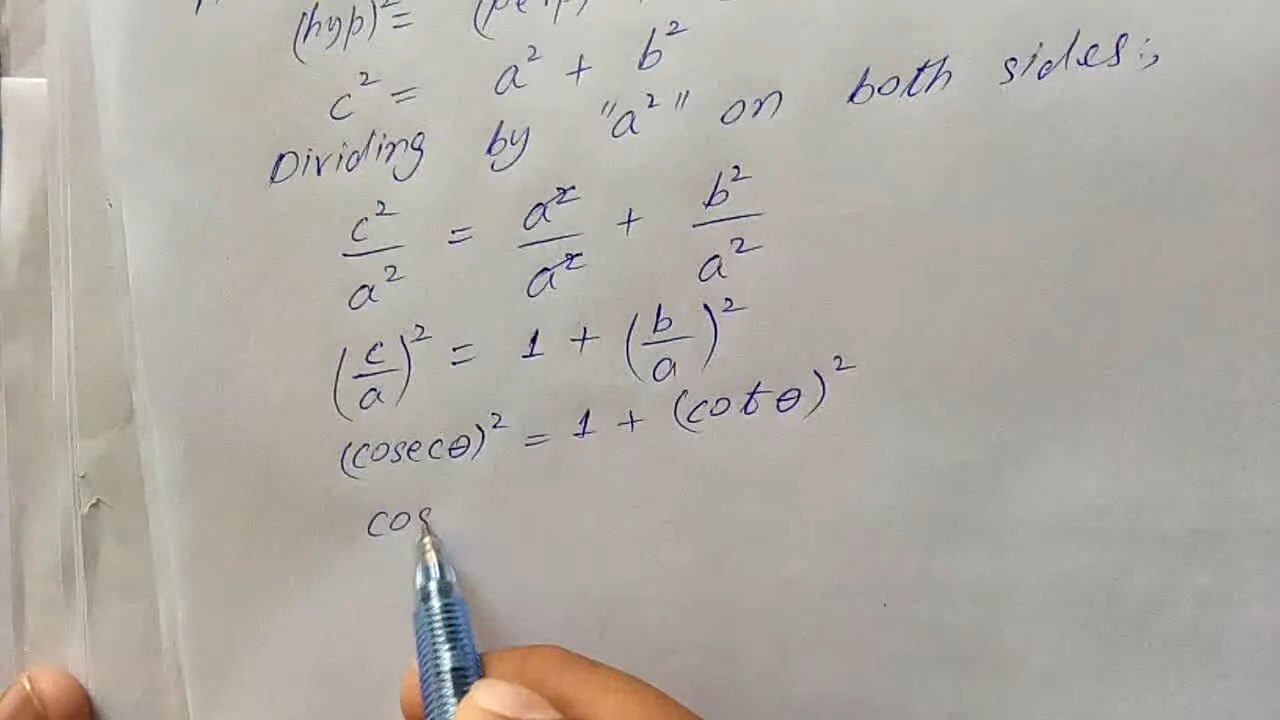 (hyp)² = (perp)
c² = a² + b²
Dividing by "a²" on both sides:,
c²/a² = a²/a² + b²/a²
(c/a)² = 1 + (b/a)²
(cosecθ)² = 1 + (cotθ)²
cos